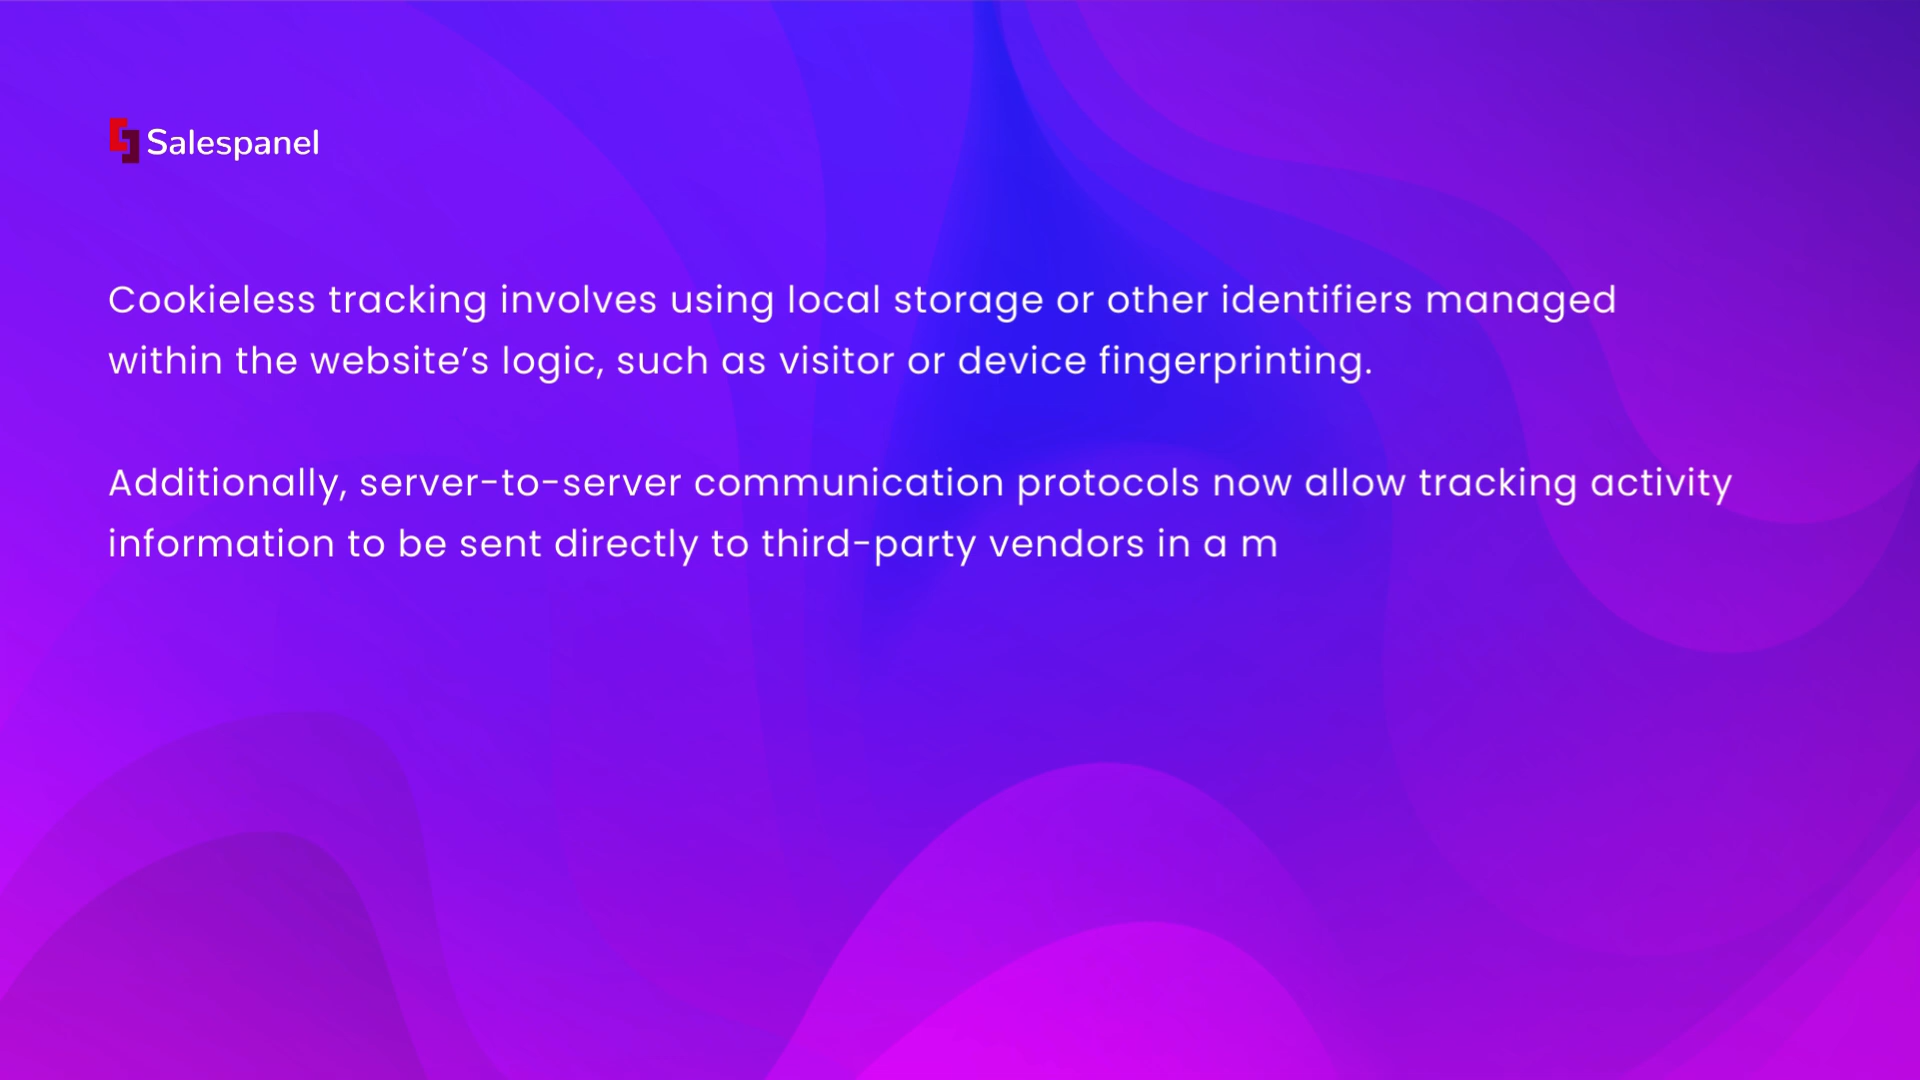 Salespanel
Cookieless tracking involves using local storage or other identifiers managed
within the website’s logic, such as visitor or device fingerprinting.
Additionally, server-to-server communication protocols now allow tracking activity
information to be sent directly to third-party vendors in a m